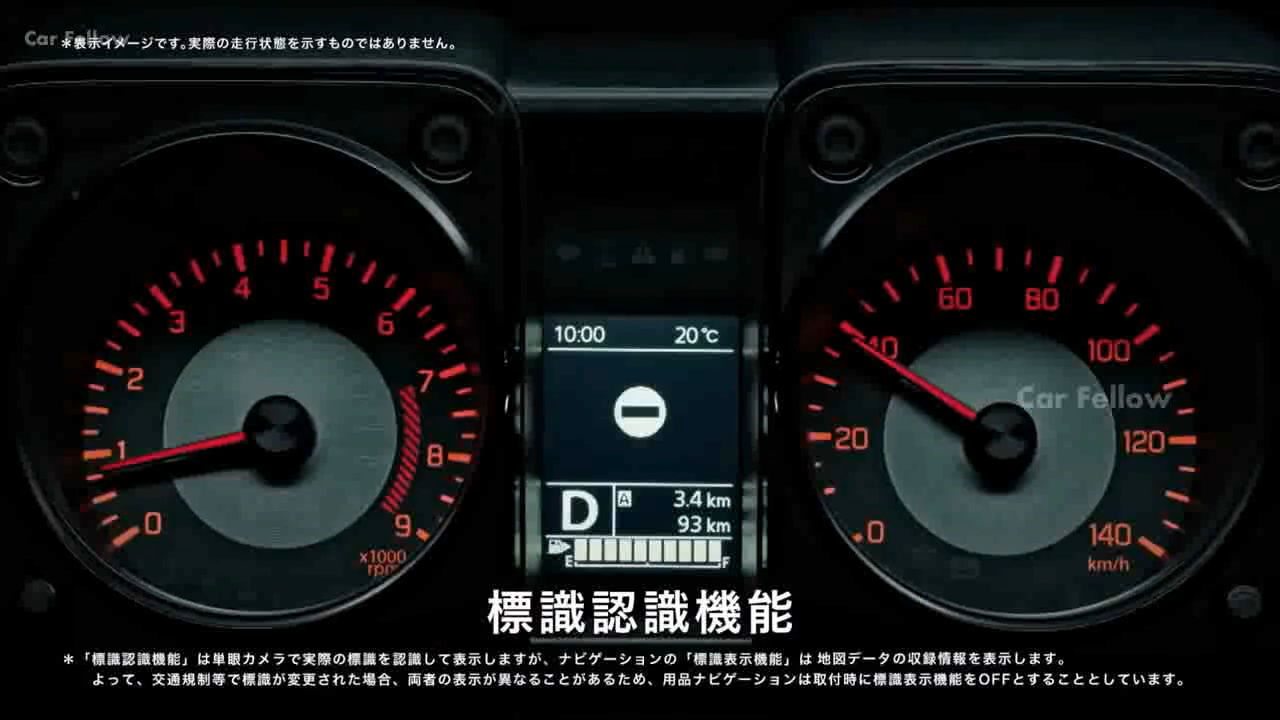 Car Fellow
＊表示イメージです。実際の走行状態を示すものではありません。
4 5
3 6
2 7
1 8
0 9
x1000
rpm
10:00 20℃
D A 3.4 km
93 km
E F
60 80
40 100
20 120
0 140
km/h
Car Fellow
標識認識機能
＊「標識認識機能」は単眼カメラで実際の標識を認識して表示しますが、ナビゲーションの「標識表示機能」は 地図データの収録情報を表示します。
よって、交通規制等で標識が変更された場合、両者の表示が異なることがあるため、用品ナビゲーションは取付時に標識表示機能をOFFとすることとしています。